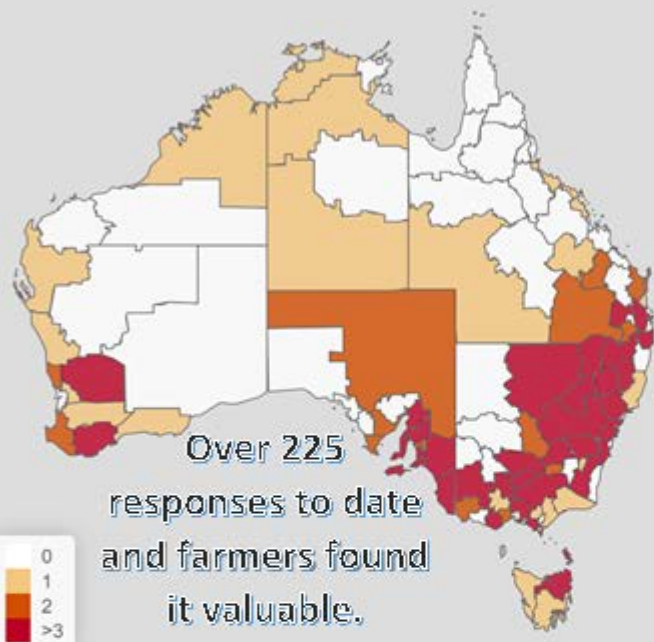 Over 225
responses to date
and farmers found
it valuable.
0
1
2
>3